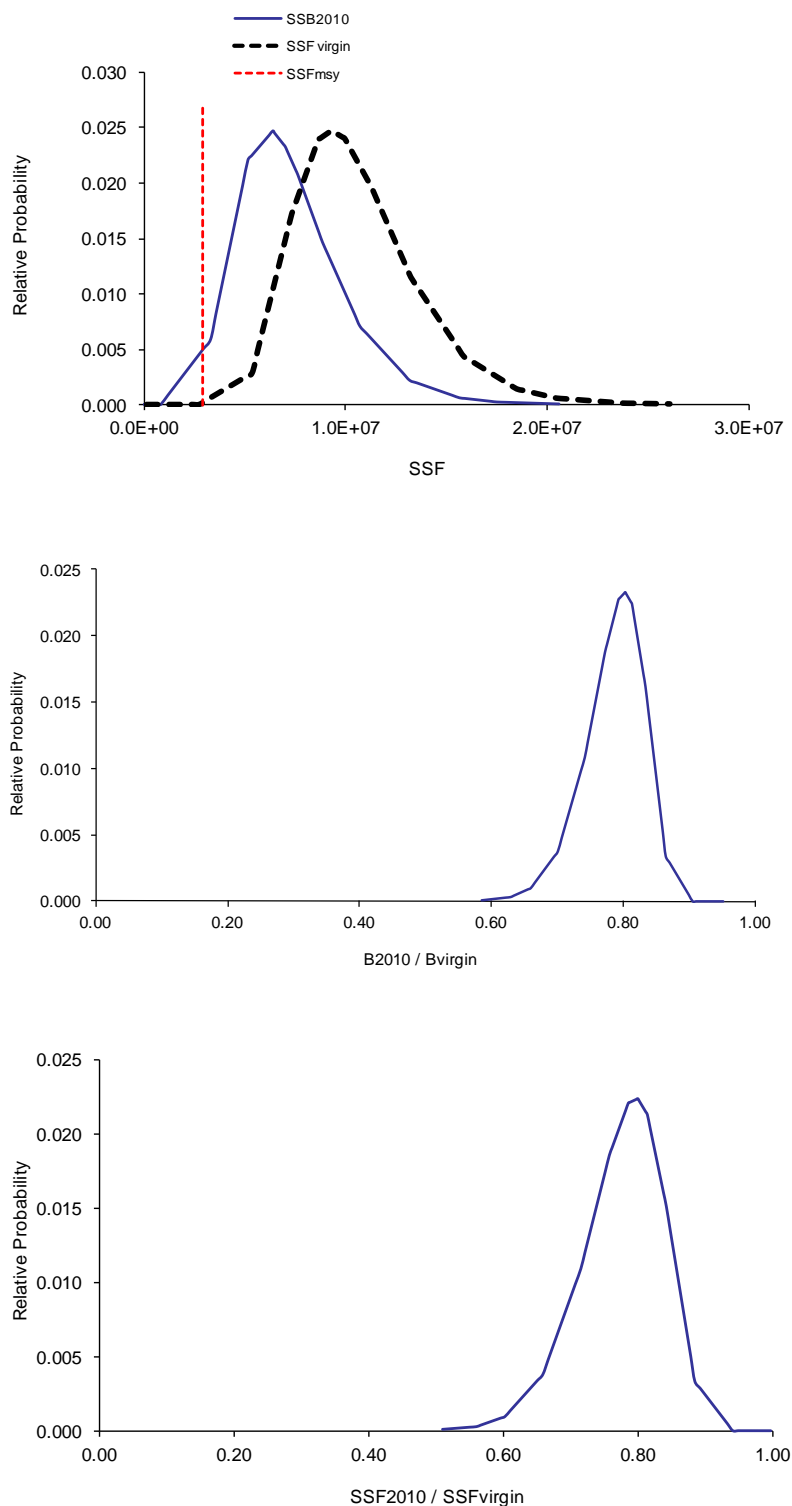 SSB2010
SSF virgin
SSFmsy
0.030
0.025
0.020
0.015
0.010
0.005
0.000
0.0E+00 1.0E+07 2.0E+07 3.0E+07
Relative Probability
SSF
0.025
0.020
0.015
0.010
0.005
0.000
0.00 0.20 0.40 0.60 0.80 1.00
Relative Probability
B2010 / Bvirgin
0.025
0.020
0.015
0.010
0.005
0.000
0.00 0.20 0.40 0.60 0.80 1.00
Relative Probability
SSF2010 / SSFvirgin